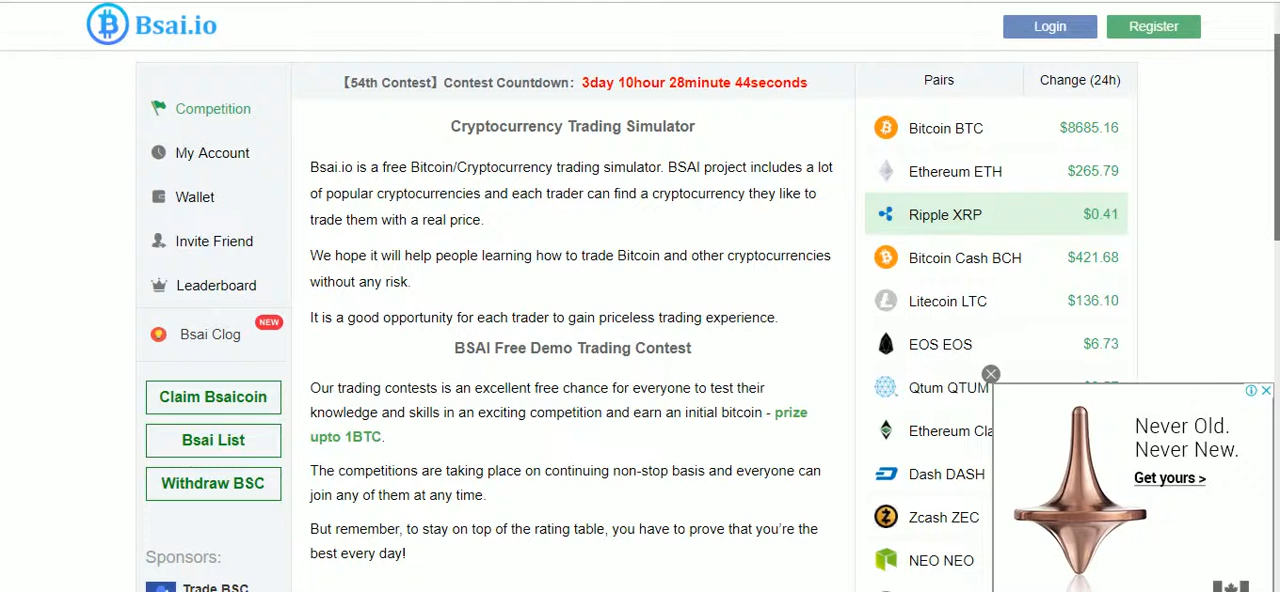 Bsai.io
Login
Register
Competition
My Account
Wallet
Invite Friend
Leaderboard
Bsai Clog
NEW
Claim Bsaicoin
Bsai List
Withdraw BSC
Sponsors:
Trade BSC
【54th Contest】Contest Countdown: 3day 10hour 28minute 44seconds
Cryptocurrency Trading Simulator
Bsai.io is a free Bitcoin/Cryptocurrency trading simulator. BSAI project includes a lot
of popular cryptocurrencies and each trader can find a cryptocurrency they like to
trade them with a real price.
We hope it will help people learning how to trade Bitcoin and other cryptocurrencies
without any risk.
It is a good opportunity for each trader to gain priceless trading experience.
BSAI Free Demo Trading Contest
Our trading contests is an excellent free chance for everyone to test their
knowledge and skills in an exciting competition and earn an initial bitcoin - prize
upto 1BTC.
The competitions are taking place on continuing non-stop basis and everyone can
join any of them at any time.
But remember, to stay on top of the rating table, you have to prove that you're the
best every day!
Pairs Change (24h)
Bitcoin BTC $8685.16
Ethereum ETH $265.79
Ripple XRP $0.41
Bitcoin Cash BCH $421.68
Litecoin LTC $136.10
EOS EOS $6.73
Qtum QTUM
Ethereum Cla
Dash DASH
Zcash ZEC
NEO NEO
Never Old.
Never New.
Get yours >